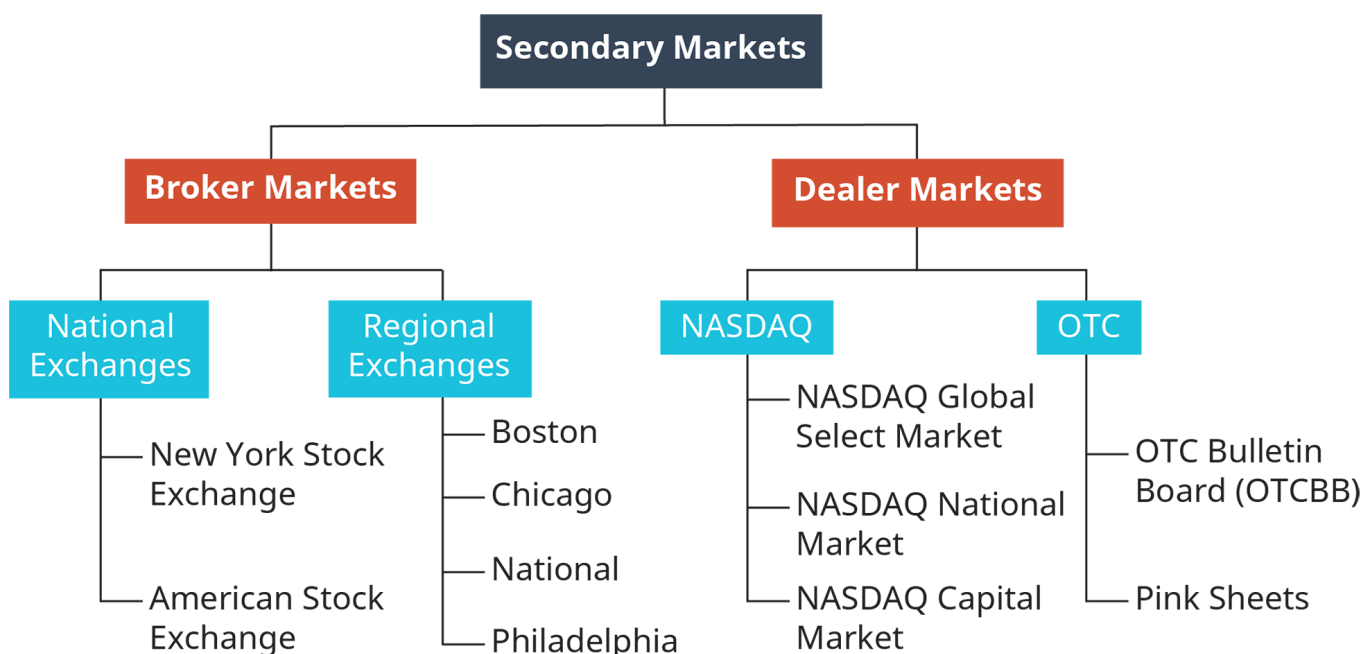 Secondary Markets
Broker Markets
Dealer Markets
National
Exchanges
Regional
Exchanges
NASDAQ
OTC
New York Stock
Exchange
American Stock
Exchange
Boston
Chicago
National
Philadelphia
NASDAQ Global
Select Market
NASDAQ National
Market
NASDAQ Capital
Market
OTC Bulletin
Board (OTCBB)
Pink Sheets